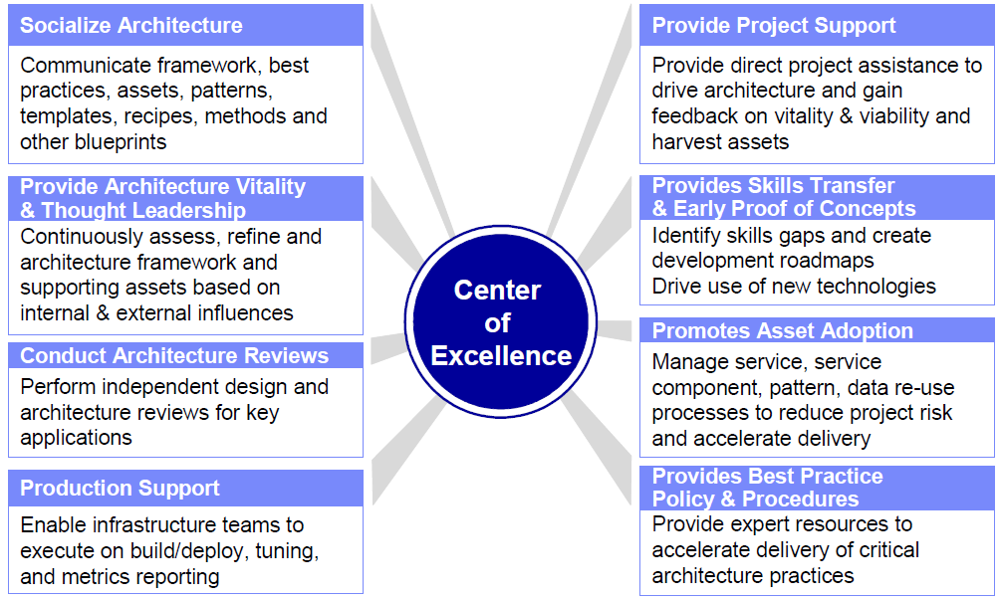 Socialize Architecture
Communicate framework, best
practices, assets, patterns,
templates, recipes, methods and
other blueprints
Provide Architecture Vitality
& Thought Leadership
Continuously assess, refine and
architecture framework and
supporting assets based on
internal & external influences
Conduct Architecture Reviews
Perform independent design and
architecture reviews for key
applications
Production Support
Enable infrastructure teams to
execute on build/deploy, tuning,
and metrics reporting
Center
of
Excellence
Provide Project Support
Provide direct project assistance to
drive architecture and gain
feedback on vitality & viability and
harvest assets
Provides Skills Transfer
& Early Proof of Concepts
Identify skills gaps and create
development roadmaps
Drive use of new technologies
Promotes Asset Adoption
Manage service, service
component, pattern, data re-use
processes to reduce project risk
and accelerate delivery
Provides Best Practice
Policy & Procedures
Provide expert resources to
accelerate delivery of critical
architecture practices